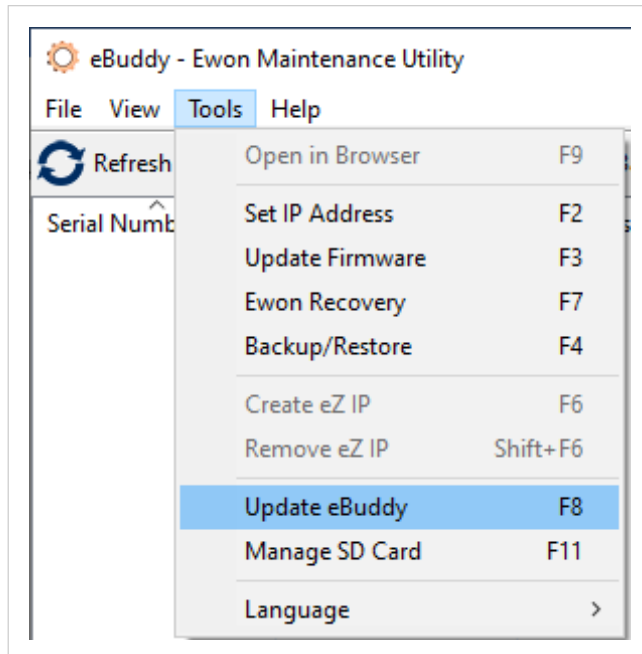 eBuddy - Ewon Maintenance Utility
File View Tools Help
Refresh
Open in Browser F9
Serial Numb
Set IP Address F2
Update Firmware F3
Ewon Recovery F7
Backup/Restore F4
Create eZ IP F6
Remove eZ IP Shift+F6
Update eBuddy F8
Manage SD Card F11
Language >